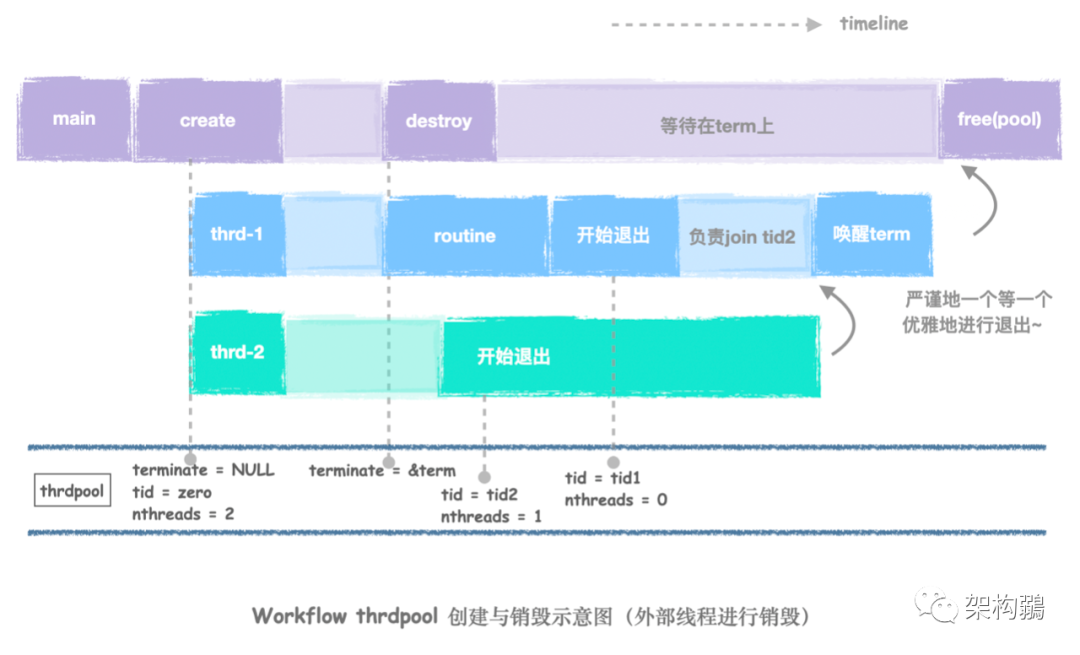 timeline
main
create
destroy
等待在term上
free(pool)
thrd-1
routine
开始退出
负责join tid2
唤醒term
严谨地一个等一个
优雅地进行退出~
thrd-2
开始退出
thrdpool
terminate = NULL
tid = zero
nthreads = 2
terminate = &term
tid = tid2
nthreads = 1
tid = tid1
nthreads = 0
Workflow thrdpool 创建与销毁示意图（外部线程进行销毁）
架构鷚